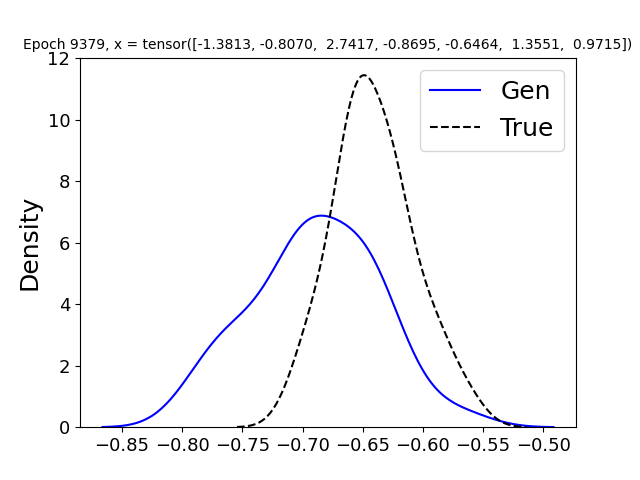 Epoch 9379, x = tensor([-1.3813, -0.8070,  2.7417, -0.8695, -0.6464,  1.3551,  0.9715])
12
10
8
6
4
2
0
Density
Gen
True
−0.85 −0.80 −0.75 −0.70 −0.65 −0.60 −0.55 −0.50